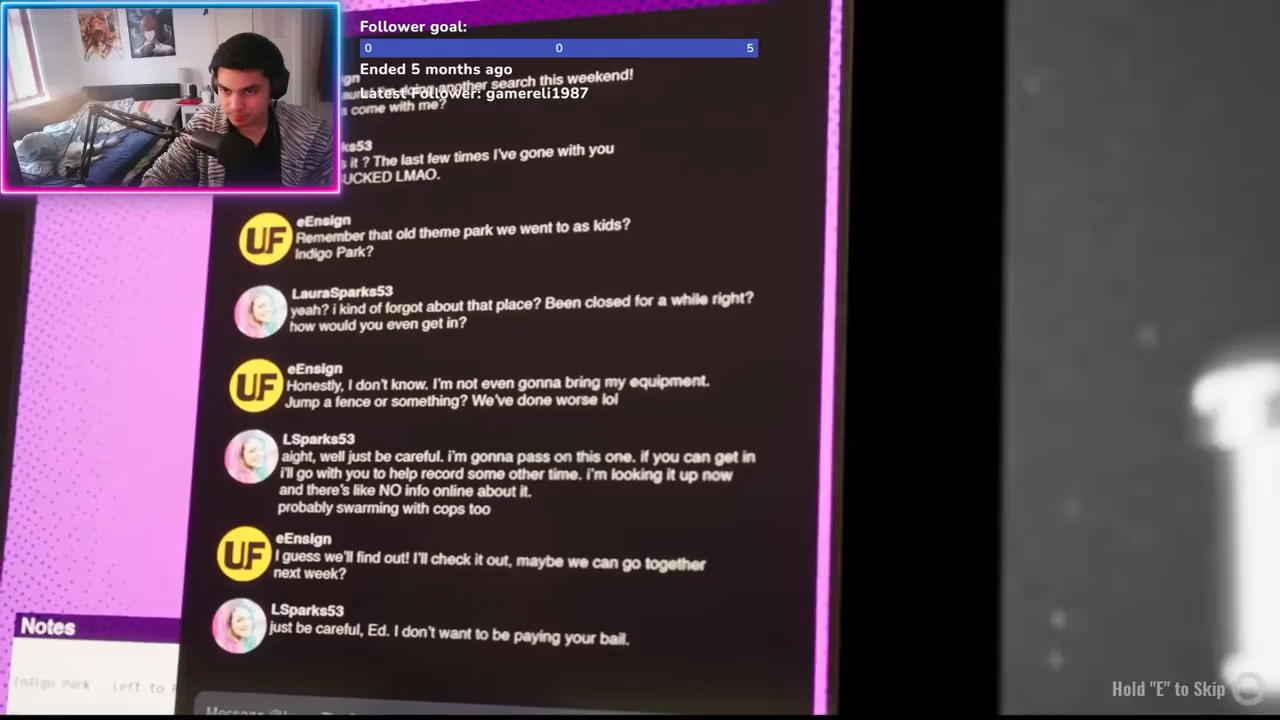 Follower goal:
0 0 5
Ended 5 months ago
another search this weekend!
Latest Follower: gamereli1987
come with me?
it ? The last few times I've gone with you
SUCKED LMAO.
UF
eEnsign
Remember that old theme park we went to as kids?
Indigo Park?
LauraSparks53
yeah? i kind of forgot about that place? Been closed for a while right?
how would you even get in?
UF
eEnsign
Honestly, I don't know. I'm not even gonna bring my equipment.
Jump a fence or something? We've done worse lol
LSparks53
aight, well just be careful. i'm gonna pass on this one. if you can get in
i'll go with you to help record some other time. i'm looking it up now
and there's like NO info online about it.
probably swarming with cops too
UF
eEnsign
I guess we'll find out! I'll check it out, maybe we can go together
next week?
LSparks53
just be careful, Ed. I don't want to be paying your bail.
Notes
Indigo Park - Left to
Message
Hold "E" to Skip